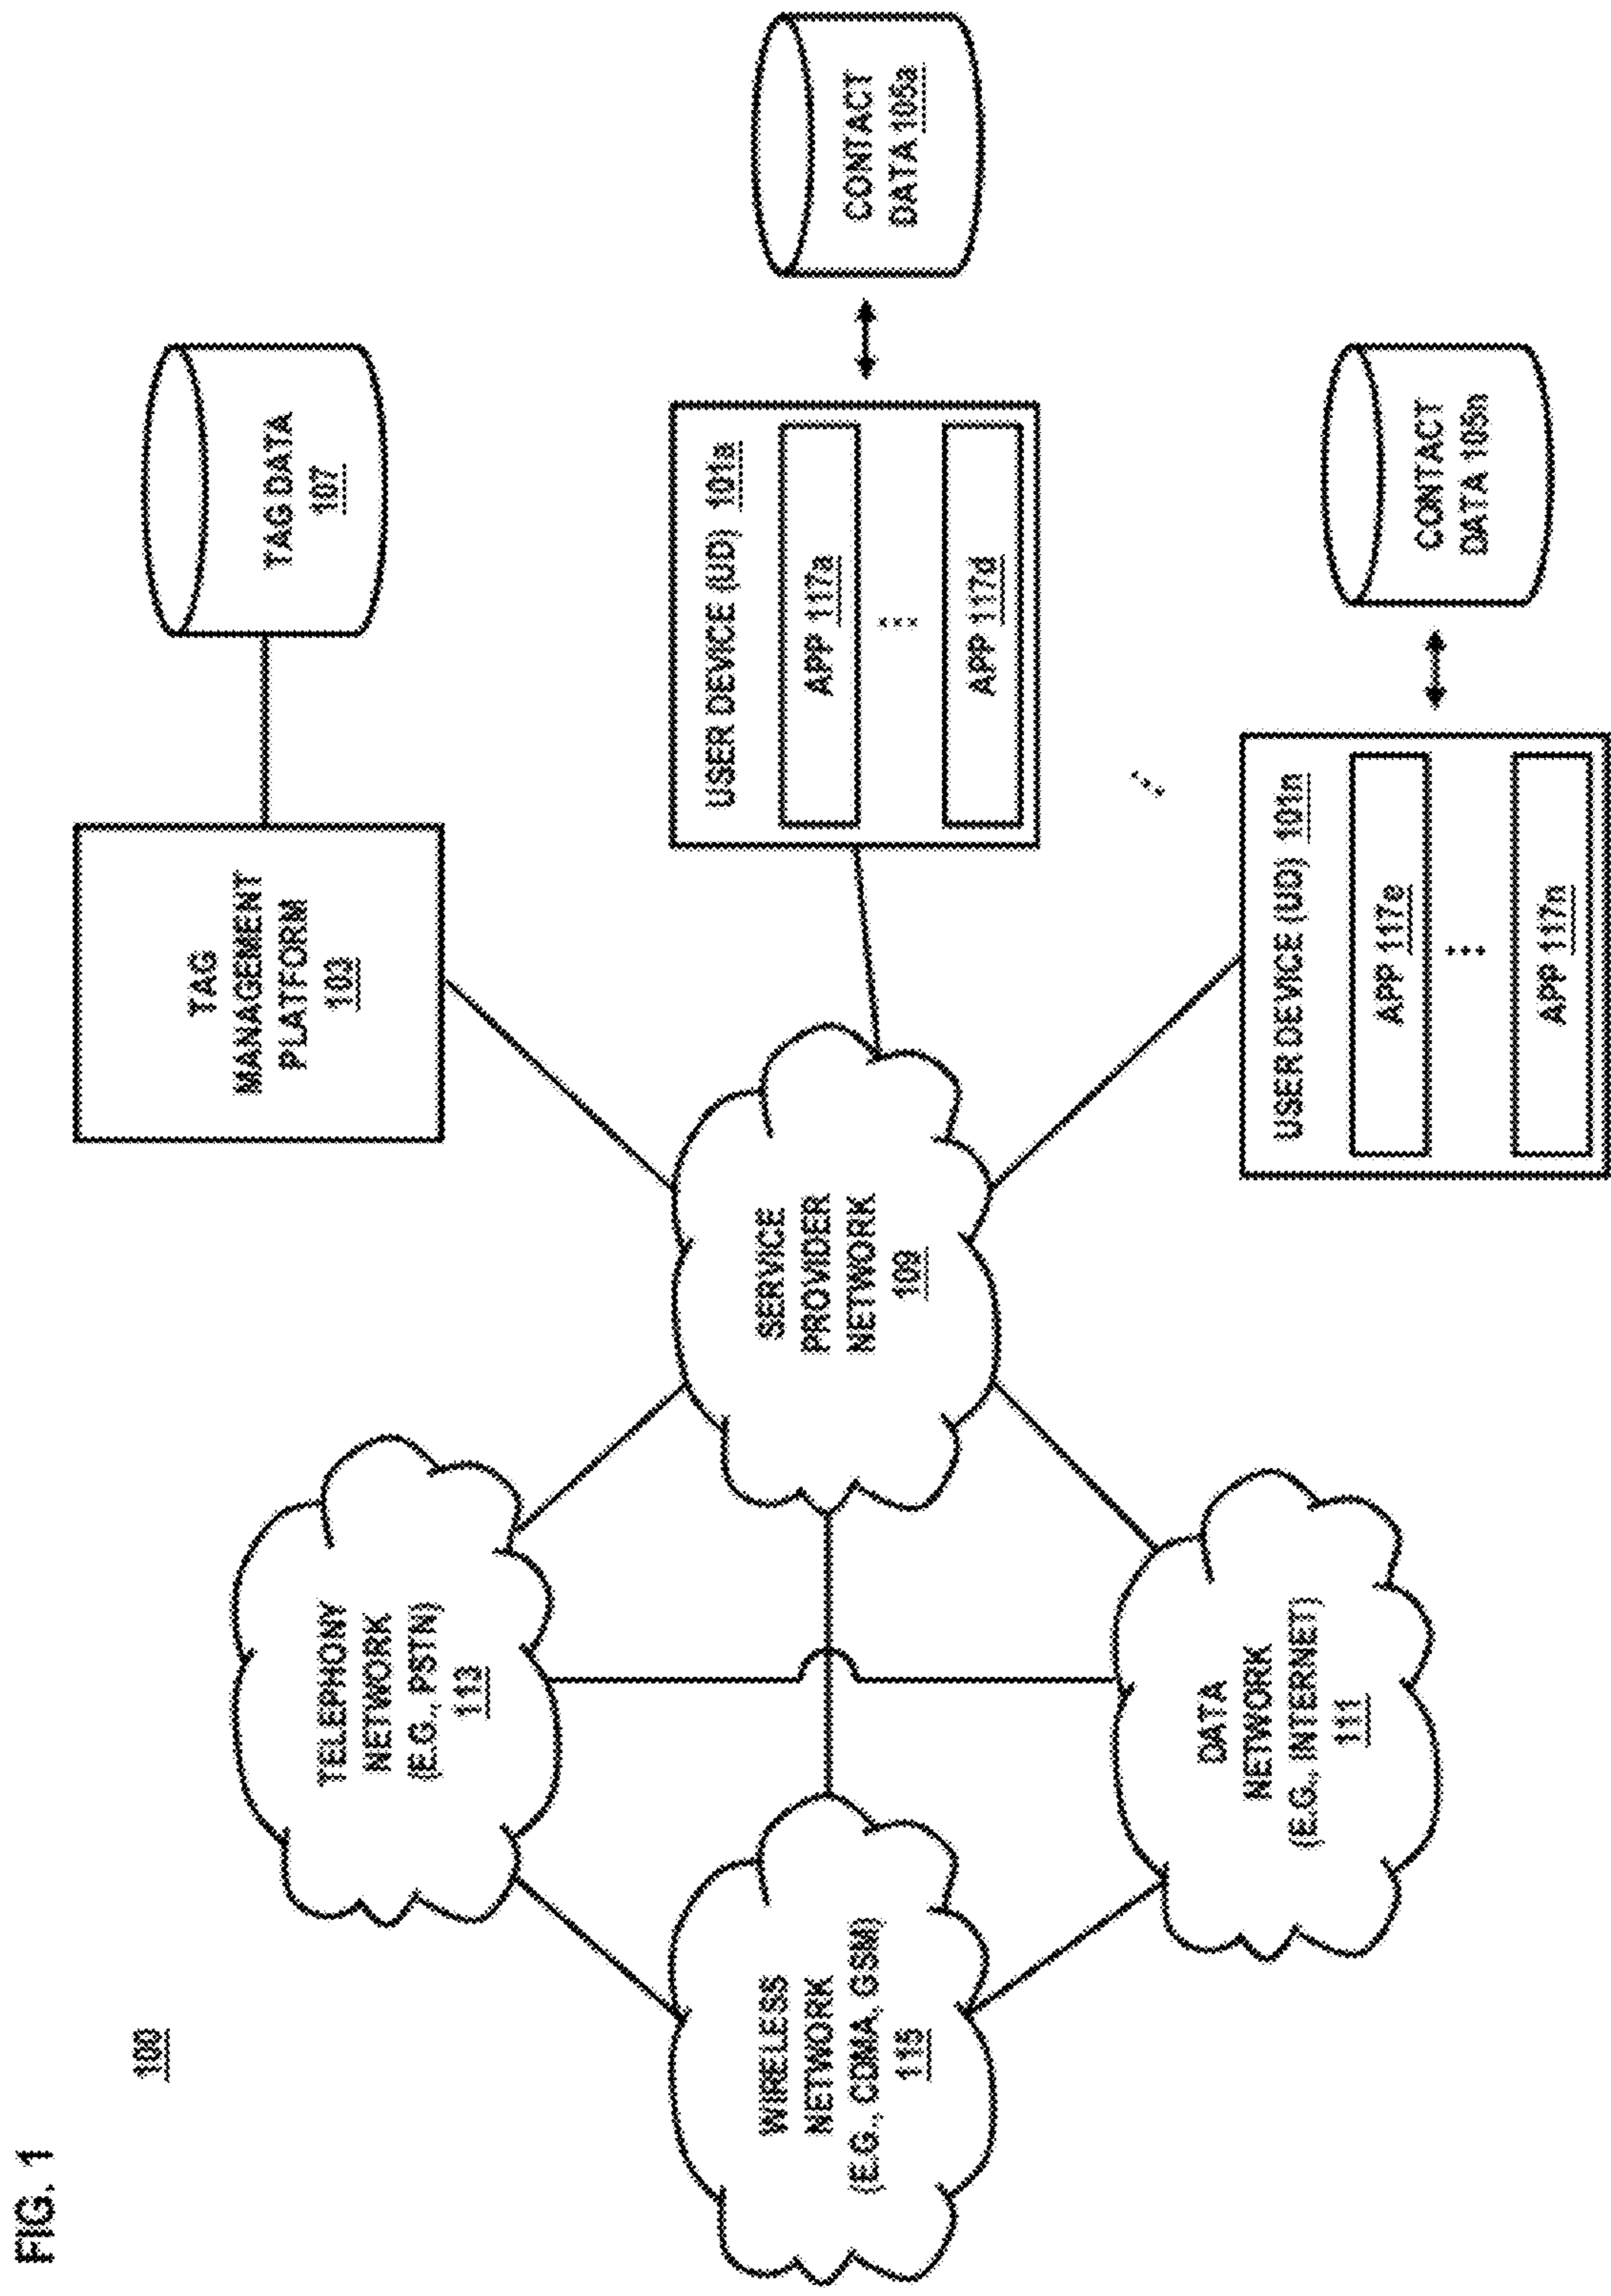 FIG. 1
100
TAG
MANAGEMENT
PLATFORM
103
TAG DATA
107
TELEPHONY
NETWORK
(E.G., PSTN)
113
WIRELESS
NETWORK
(E.G., CDMA, GSM)
115
SERVICE
PROVIDER
NETWORK
109
DATA
NETWORK
(E.G., INTERNET)
111
USER DEVICE (UD) 101a
APP 117a
...
APP 117d
CONTACT
DATA 105a
...
USER DEVICE (UD) 101n
APP 117e
...
APP 117n
CONTACT
DATA 105n